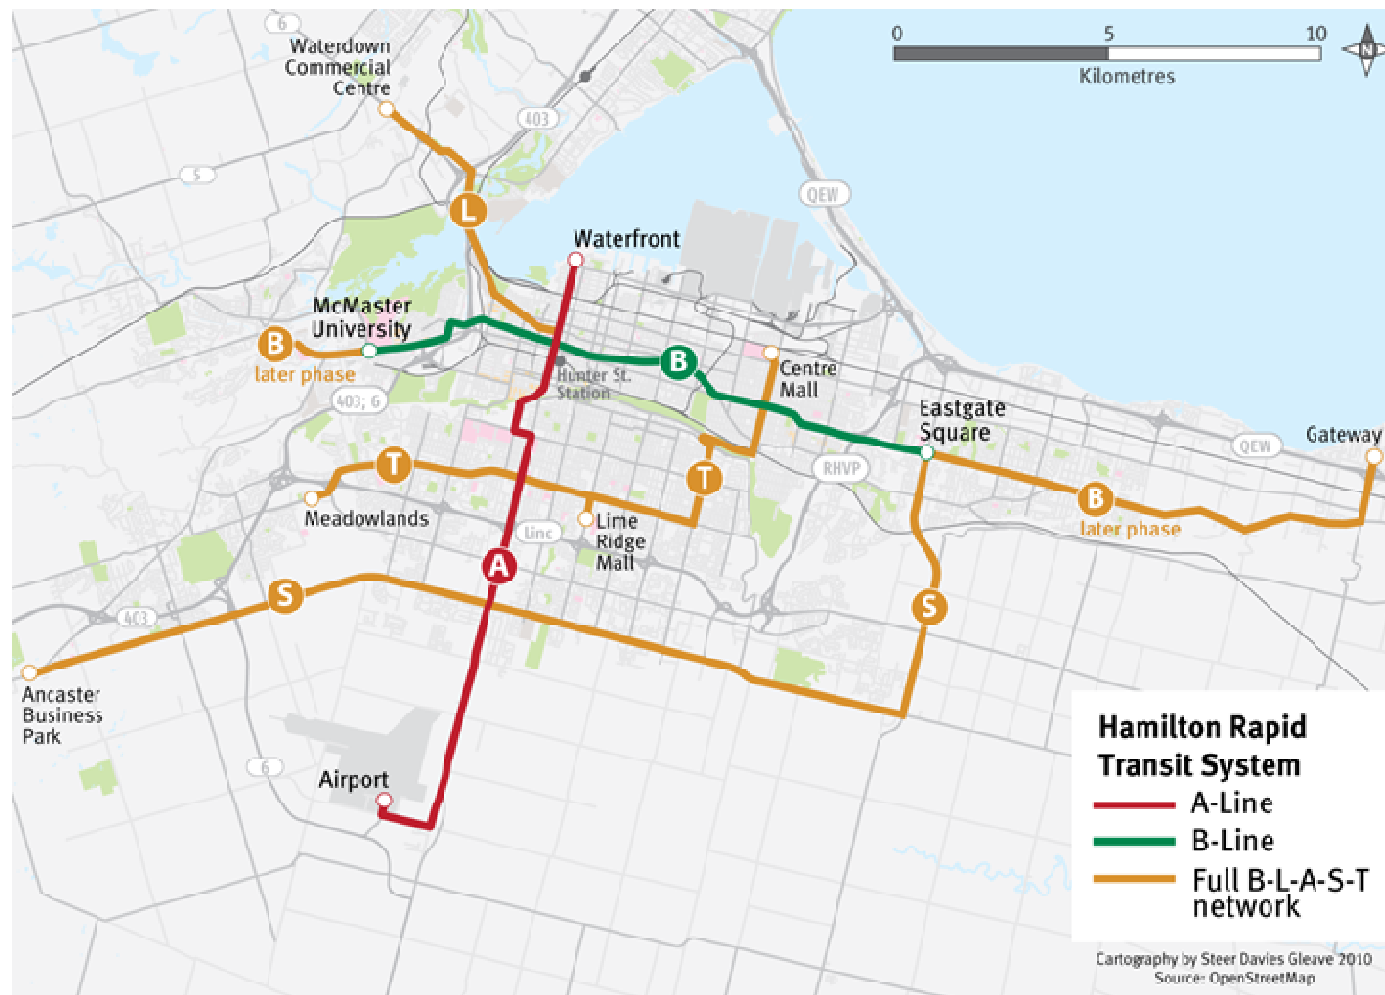 6
Waterdown
Commercial
Centre
0 5 10
Kilometres
N
403
5
QEW
L
Waterfront
McMaster
University
B
later phase
B
Hunter St.
Station
Centre
Mall
403; 6
Eastgate
Square
Gateway
QEW
T
RHVP
T
B
later phase
Meadowlands
Lime
Ridge
Mall
Linc
A
S
S
403
Ancaster
Business
Park
6
Airport
Hamilton Rapid
Transit System
A-Line
B-Line
Full B-L-A-S-T
network
Cartography by Steer Davies Gleave 2010
Source: OpenStreetMap